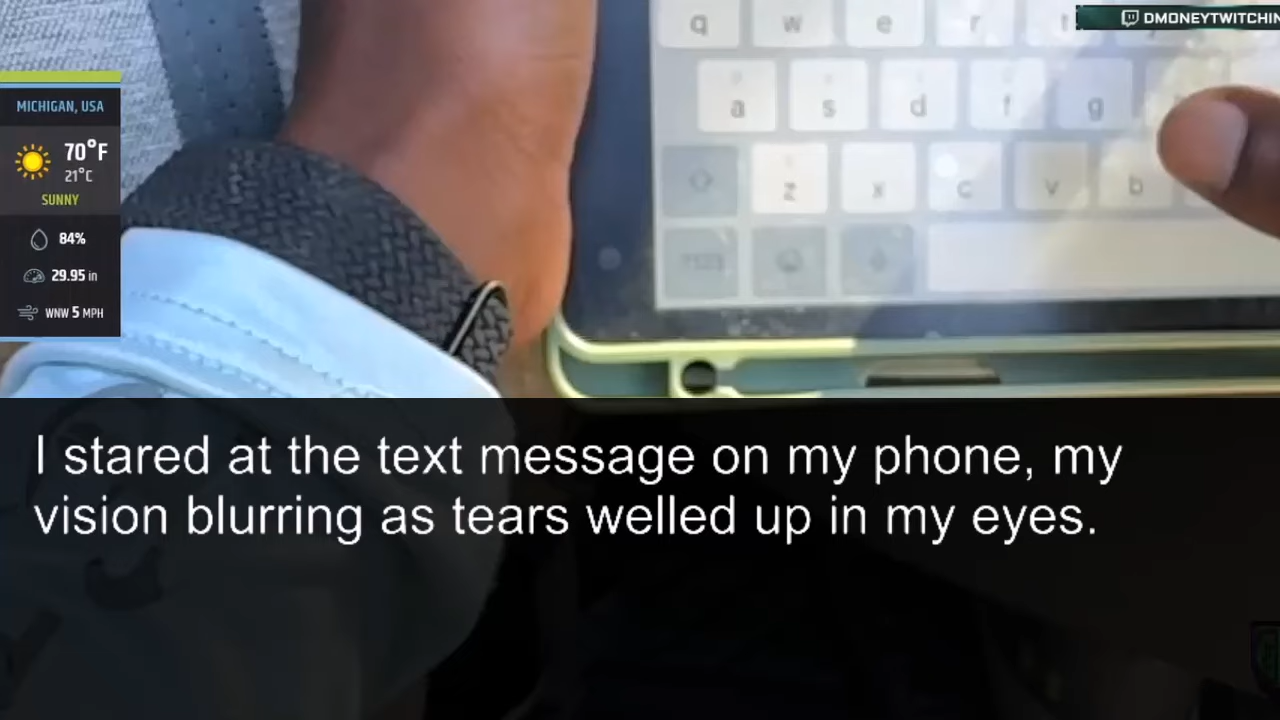 DMONEYTWITCHIN
q w e r t
a s d f g
z x c v b
MICHIGAN, USA
70°F
21°C
SUNNY
84%
29.95 in
WNW 5 MPH
I stared at the text message on my phone, my
vision blurring as tears welled up in my eyes.